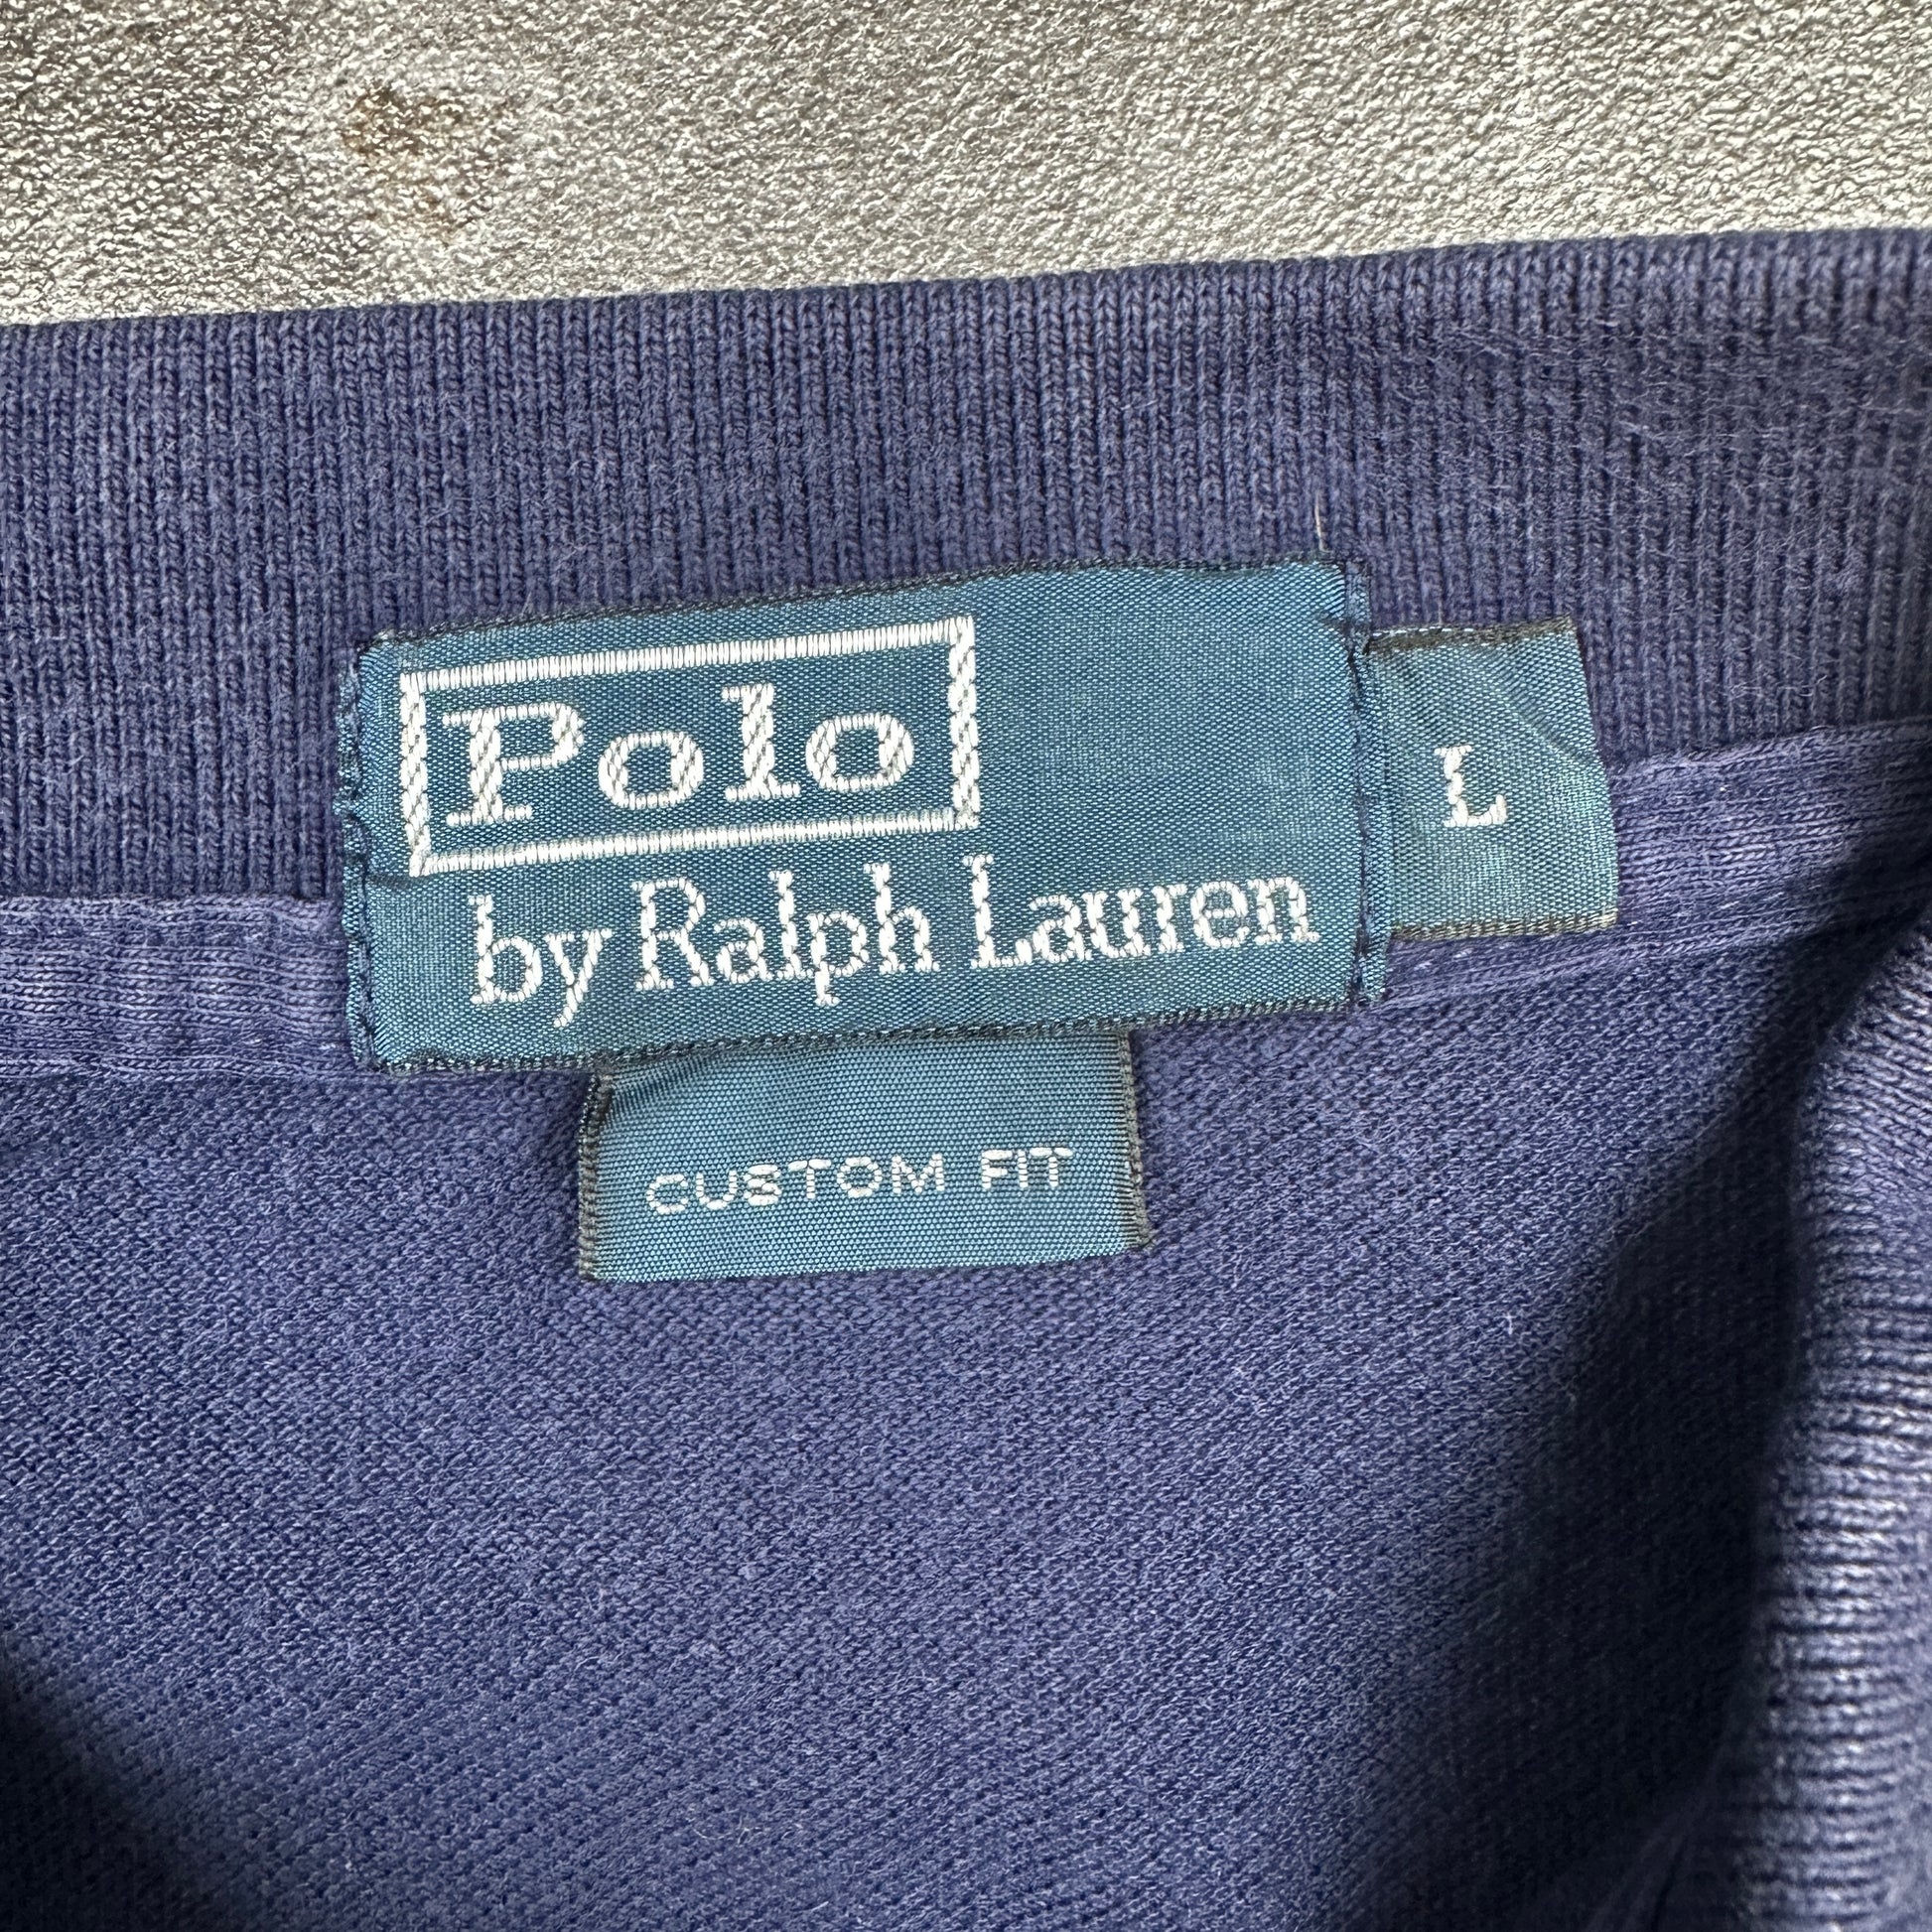 Polo
by Ralph Lauren
L
CUSTOM FIT